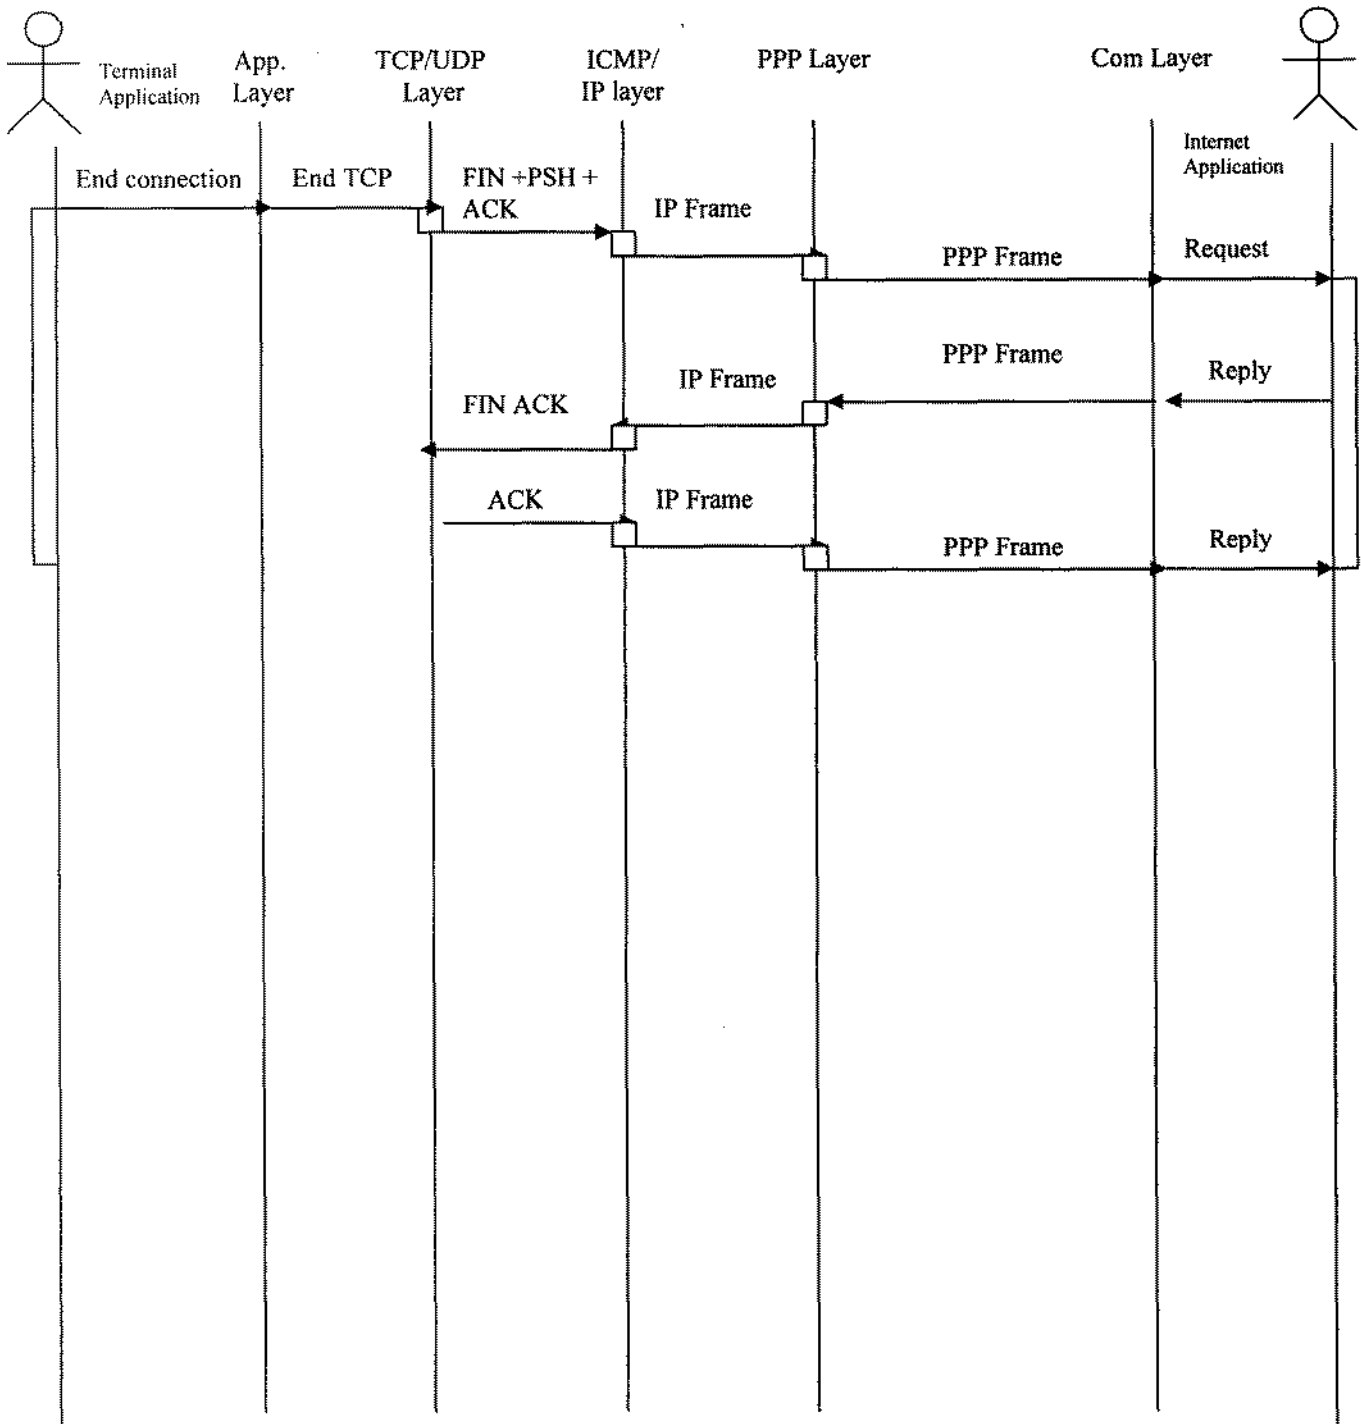 Terminal
Application
App.
Layer
TCP/UDP
Layer
ICMP/
IP layer
PPP Layer
Com Layer
Internet
Application
End connection
End TCP
FIN +PSH +
ACK
IP Frame
PPP Frame
Request
PPP Frame
Reply
IP Frame
FIN ACK
ACK
IP Frame
PPP Frame
Reply